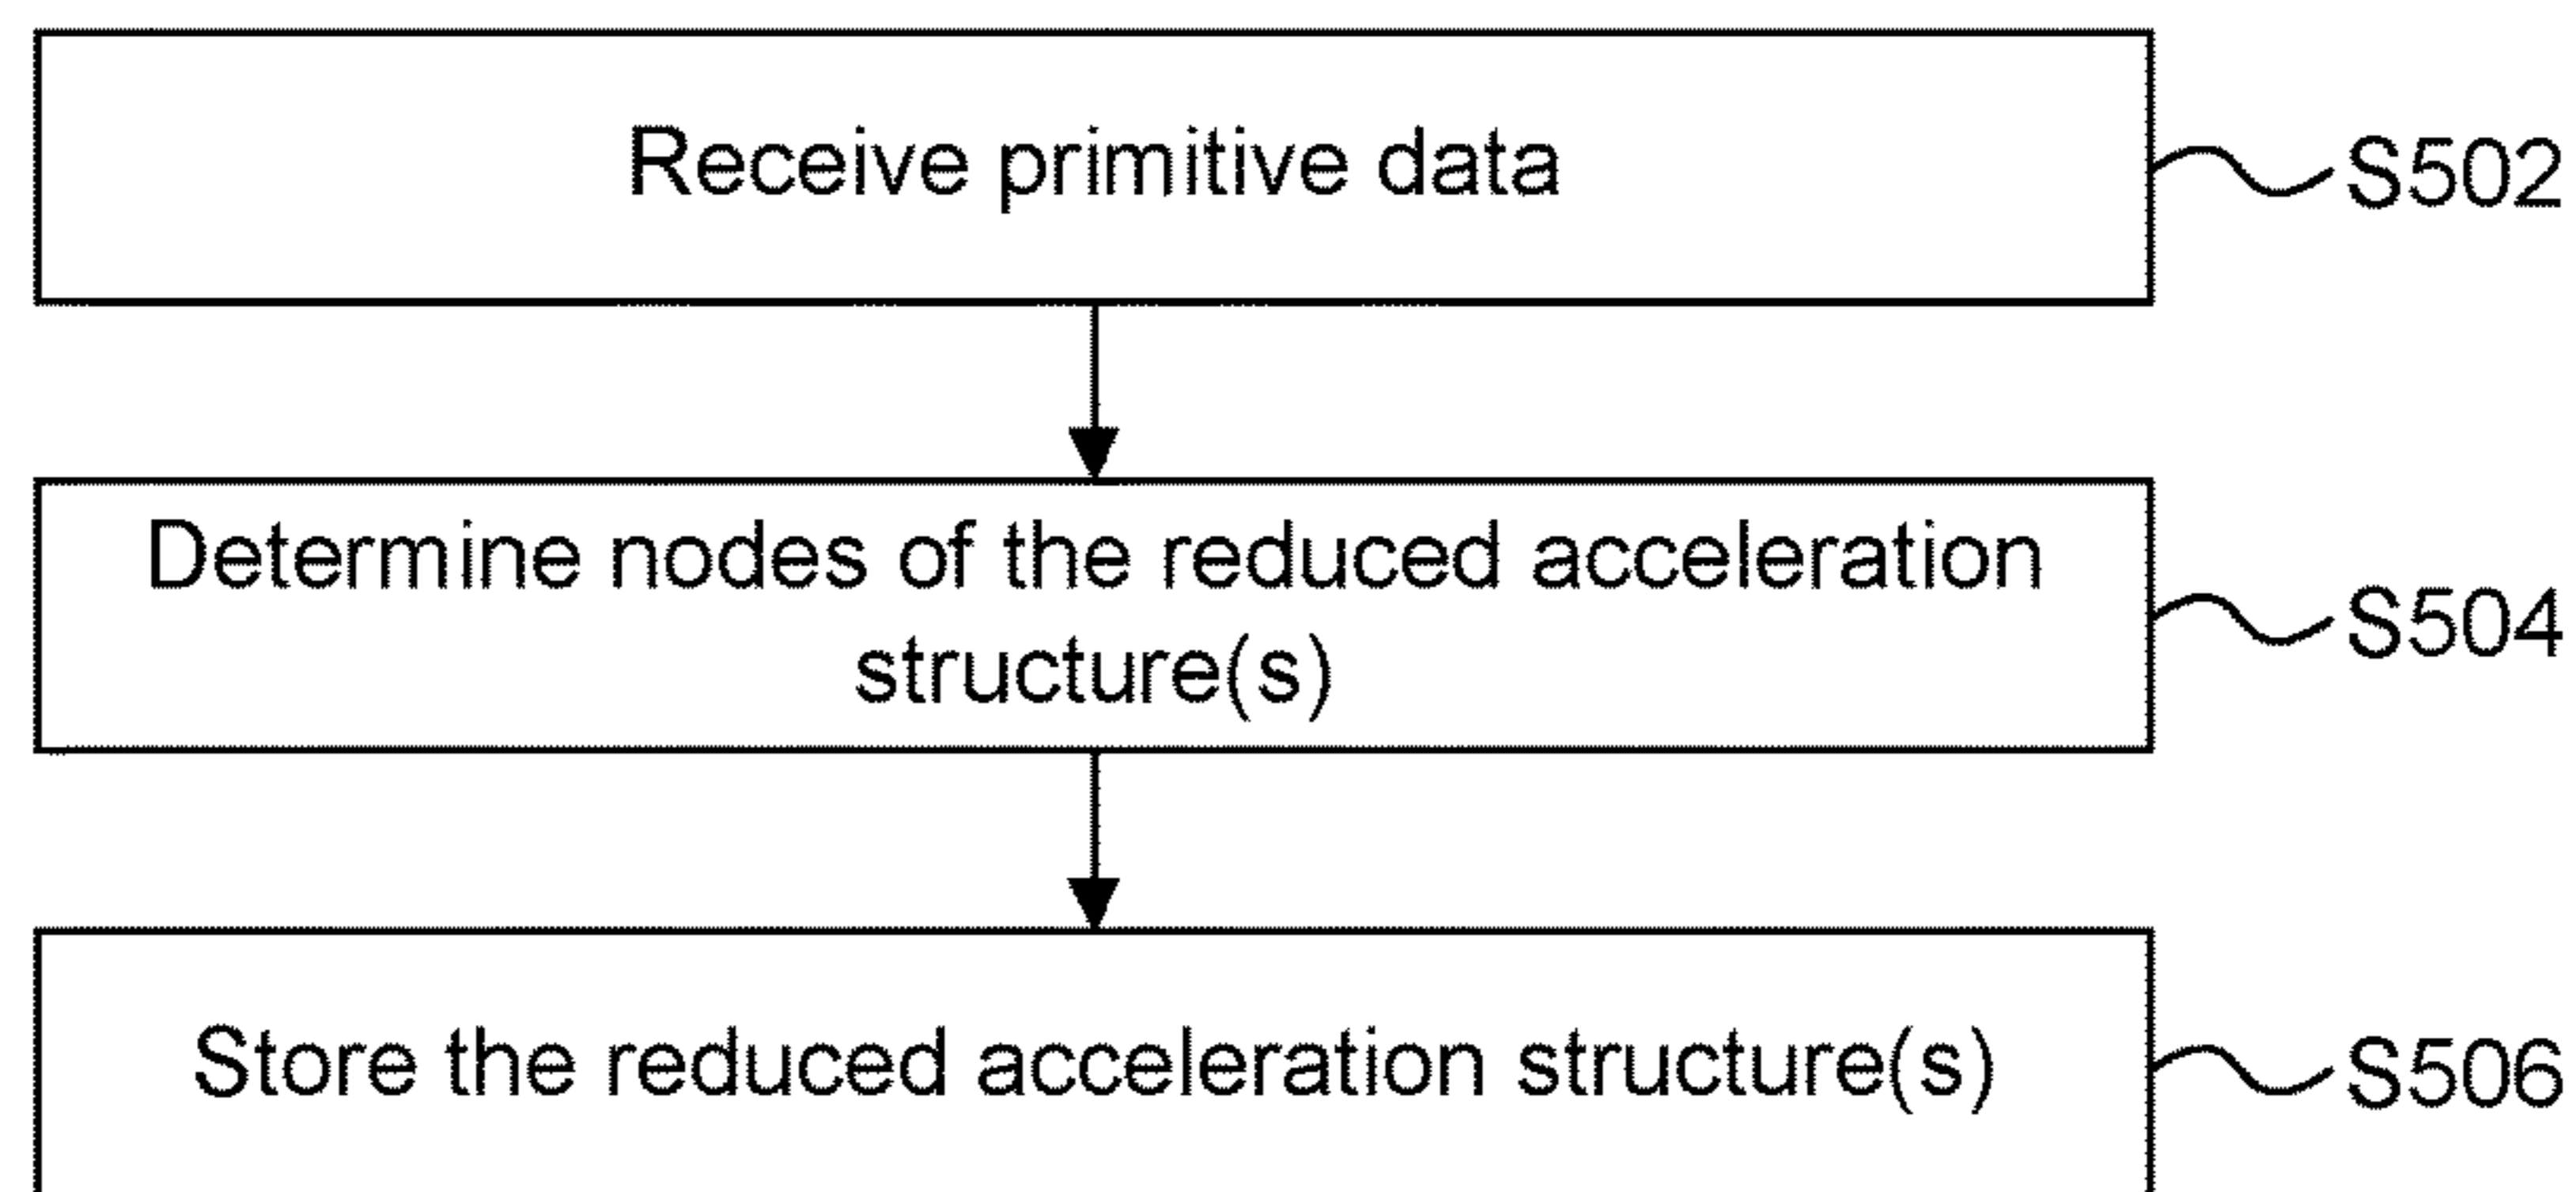 Receive primitive data
S502
Determine nodes of the reduced acceleration
structure(s)
S504
Store the reduced acceleration structure(s)
S506